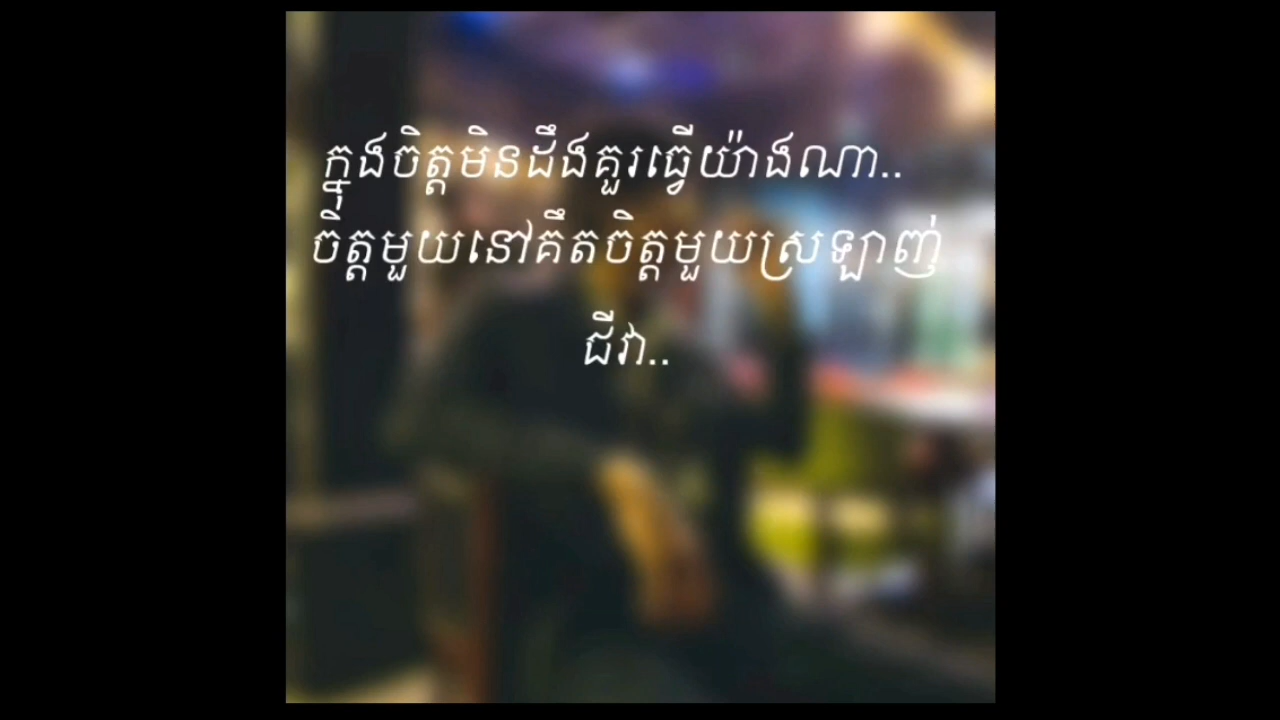 ក្នុងចិត្តមិនដឹងគួរធ្វើយ៉ាងណា..
ចិត្តមួយនៅគឹតចិត្តមួយស្រឡាញ់
ជីវា..